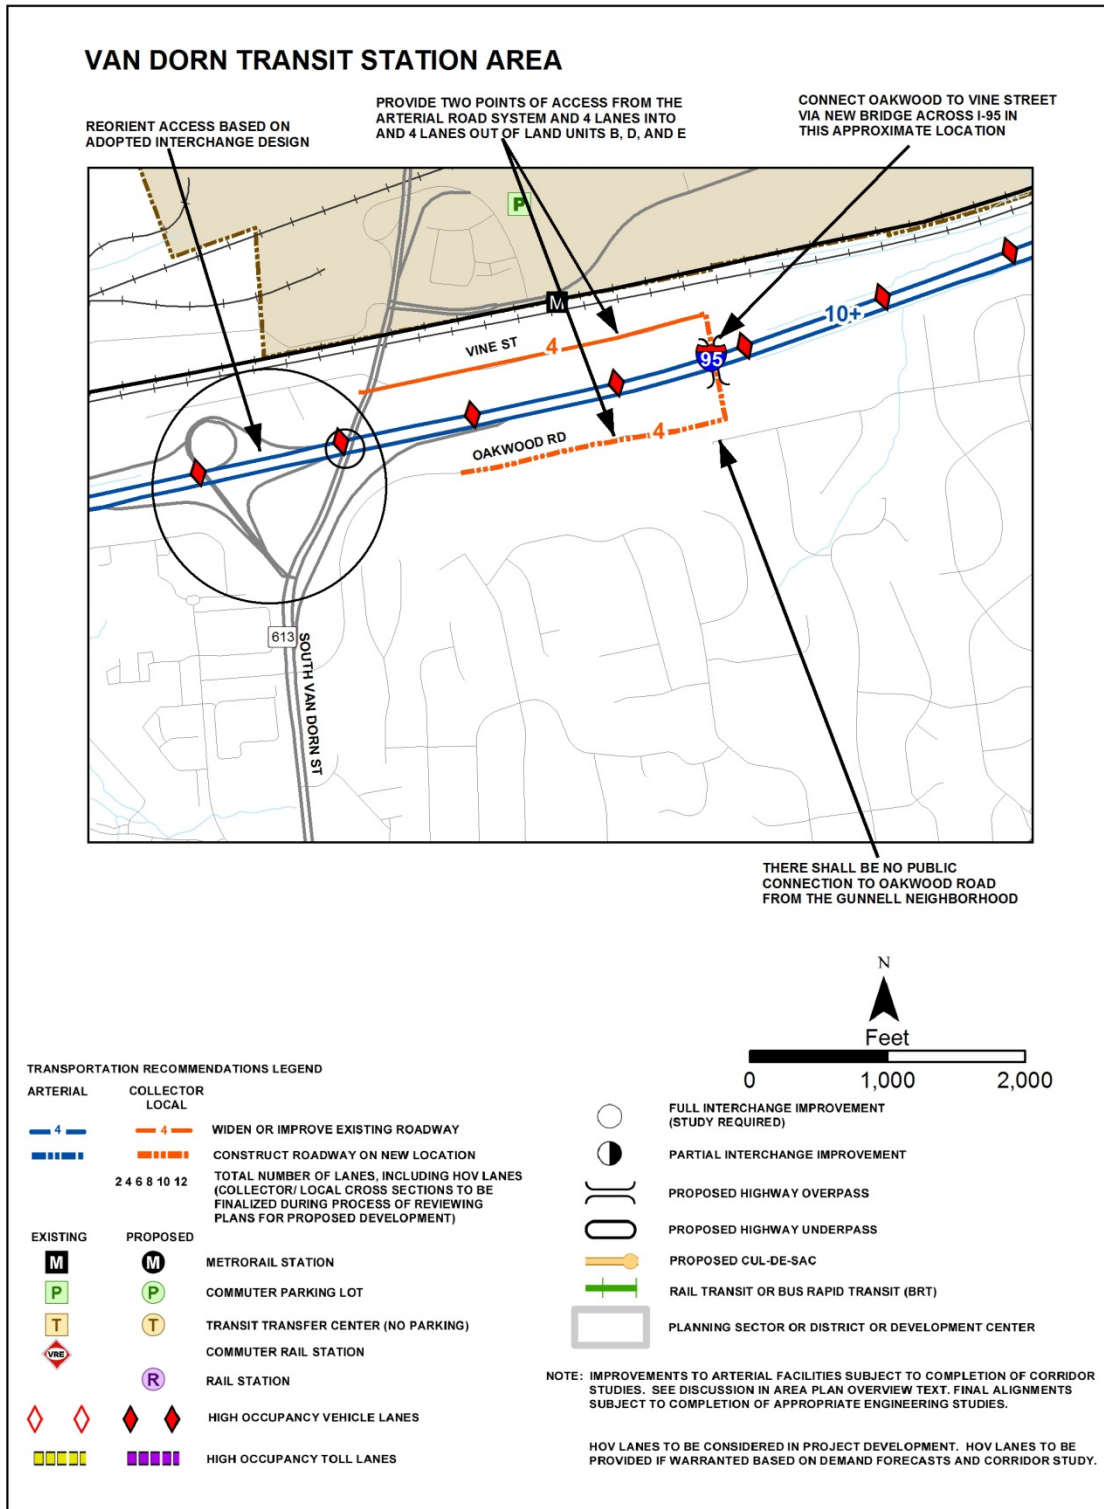 VAN DORN TRANSIT STATION AREA
REORIENT ACCESS BASED ON
ADOPTED INTERCHANGE DESIGN
PROVIDE TWO POINTS OF ACCESS FROM THE
ARTERIAL ROAD SYSTEM AND 4 LANES INTO
AND 4 LANES OUT OF LAND UNITS B, D, AND E
CONNECT OAKWOOD TO VINE STREET
VIA NEW BRIDGE ACROSS I-95 IN
THIS APPROXIMATE LOCATION
P
M
10+
VINE ST
4
95
OAKWOOD RD
4
613
SOUTH VAN DORN ST
THERE SHALL BE NO PUBLIC
CONNECTION TO OAKWOOD ROAD
FROM THE GUNNELL NEIGHBORHOOD
N
Feet
0 1,000 2,000
TRANSPORTATION RECOMMENDATIONS LEGEND
ARTERIAL COLLECTOR
LOCAL
4 4 WIDEN OR IMPROVE EXISTING ROADWAY
CONSTRUCT ROADWAY ON NEW LOCATION
2 4 6 8 10 12 TOTAL NUMBER OF LANES, INCLUDING HOV LANES
(COLLECTOR/ LOCAL CROSS SECTIONS TO BE
FINALIZED DURING PROCESS OF REVIEWING
PLANS FOR PROPOSED DEVELOPMENT)
EXISTING PROPOSED
M M METRORAIL STATION
P P COMMUTER PARKING LOT
T T TRANSIT TRANSFER CENTER (NO PARKING)
VRE COMMUTER RAIL STATION
R RAIL STATION
HIGH OCCUPANCY VEHICLE LANES
HIGH OCCUPANCY TOLL LANES
FULL INTERCHANGE IMPROVEMENT
(STUDY REQUIRED)
PARTIAL INTERCHANGE IMPROVEMENT
PROPOSED HIGHWAY OVERPASS
PROPOSED HIGHWAY UNDERPASS
PROPOSED CUL-DE-SAC
RAIL TRANSIT OR BUS RAPID TRANSIT (BRT)
PLANNING SECTOR OR DISTRICT OR DEVELOPMENT CENTER
NOTE: IMPROVEMENTS TO ARTERIAL FACILITIES SUBJECT TO COMPLETION OF CORRIDOR
STUDIES. SEE DISCUSSION IN AREA PLAN OVERVIEW TEXT. FINAL ALIGNMENTS
SUBJECT TO COMPLETION OF APPROPRIATE ENGINEERING STUDIES.
HOV LANES TO BE CONSIDERED IN PROJECT DEVELOPMENT. HOV LANES TO BE
PROVIDED IF WARRANTED BASED ON DEMAND FORECASTS AND CORRIDOR STUDY.